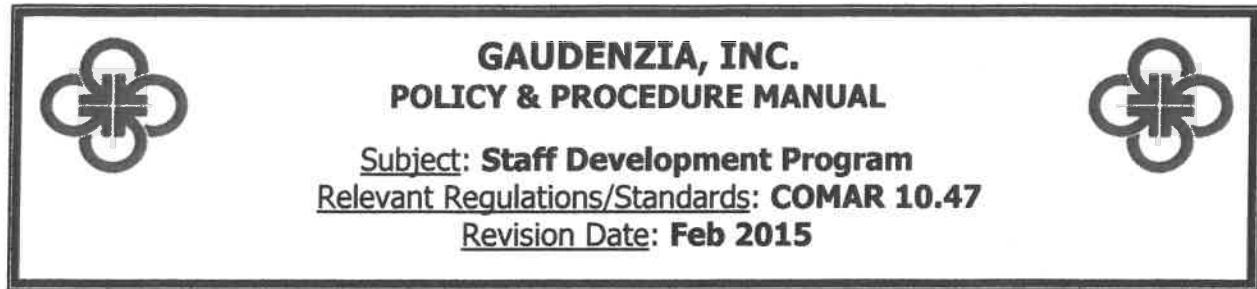 GAUDENZIA, INC.
POLICY & PROCEDURE MANUAL
Subject: Staff Development Program
Relevant Regulations/Standards: COMAR 10.47
Revision Date: Feb 2015